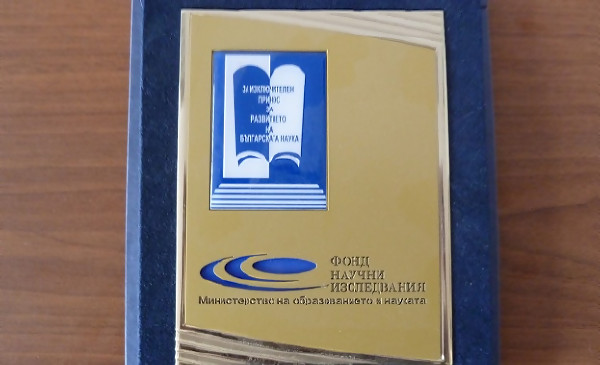 ЗА ИЗКЛЮЧИТЕЛЕН
ПРИНОС
ЗА
РАЗВИТИЕТО
НА
БЪЛГАРСКАТА НАУКА
ФОНД
НАУЧНИ
ИЗСЛЕДВАНИЯ
Министерство на образованието и науката